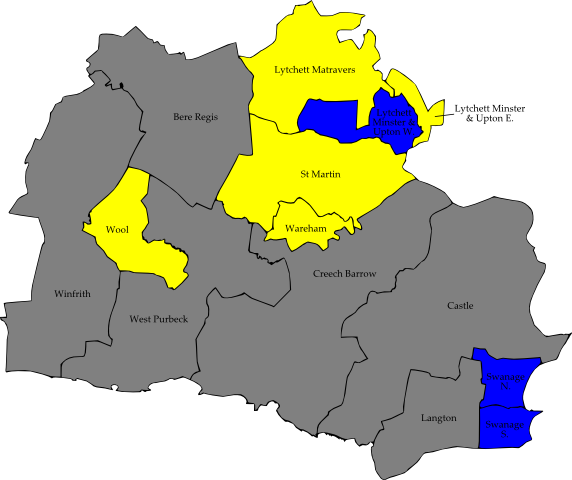 Lytchett Matravers
Bere Regis
Lytchett Minster
& Upton E.
Lytchett
Minster &
Upton W.
St Martin
Wool
Wareham
Creech Barrow
Winfrith
West Purbeck
Castle
Swanage
N.
Langton
Swanage
S.